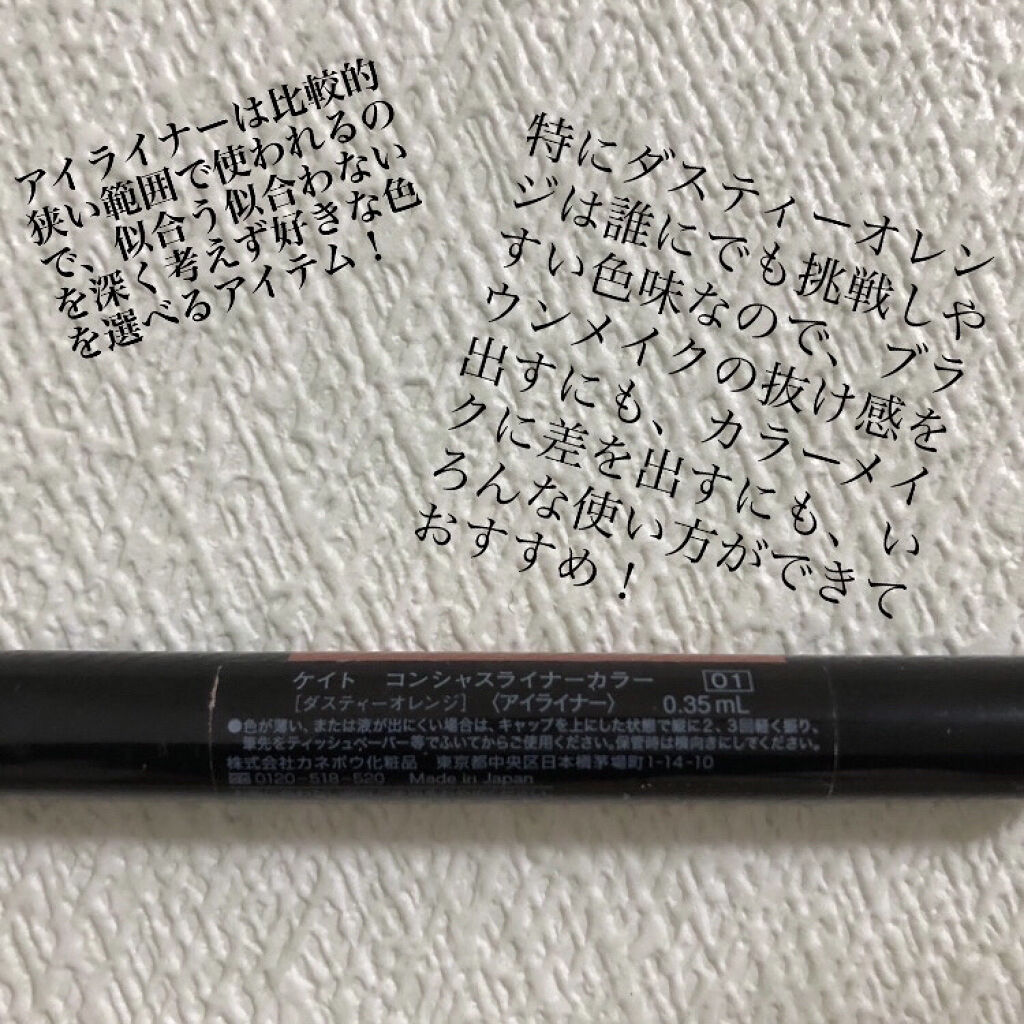 アイライナーは比較的
狭い範囲で使われるの
で、似合う似合わない
を深く考えず好きな色
を選べるアイテム！
特にダスティーオレン
ジは誰にでも挑戦しや
すい色味なので、ブラ
ウンメイクの抜け感を
出すにも、カラーメイ
クに差を出すにも、い
ろんな使い方ができて
おすすめ！
ケイト コンシャスライナーカラー 01
［ダスティーオレンジ］〈アイライナー〉 0.35mL
●色が薄い、または液が出にくい場合は、キャップを上にした状態で縦に2、3回軽く振り、
筆先をティッシュペーパー等でふいてからご使用ください。保管時は横向きにしてください。
株式会社カネボウ化粧品 東京都中央区日本橋茅場町1-14-10
0120-518-520 Made in Japan